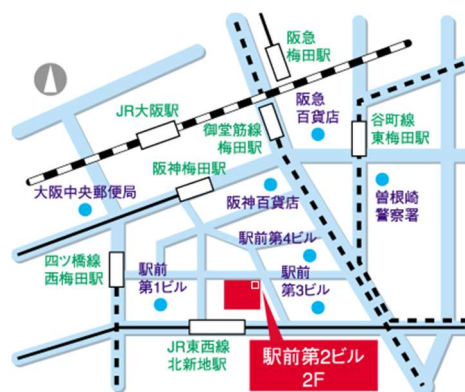 阪急
梅田駅
JR大阪駅
御堂筋線
梅田駅
阪急
百貨店
谷町線
東梅田駅
阪神梅田駅
大阪中央郵便局
阪神百貨店
曽根崎
警察署
四ツ橋線
西梅田駅
駅前第4ビル
駅前
第1ビル
駅前
第3ビル
JR東西線
北新地駅
駅前第2ビル
2F